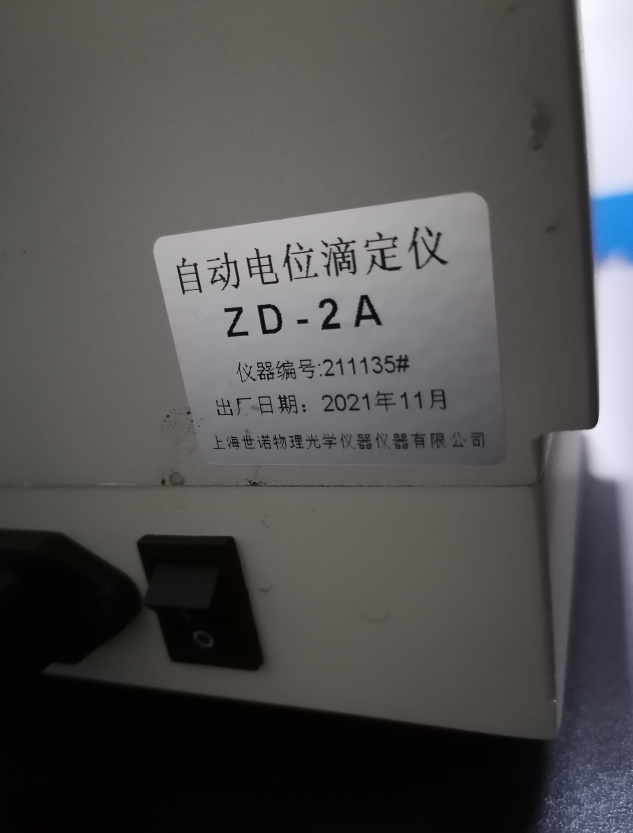 自动电位滴定仪
ZD-2A
仪器编号:211135#
出厂日期：2021年11月
上海世诺物理光学仪器仪器有限公司